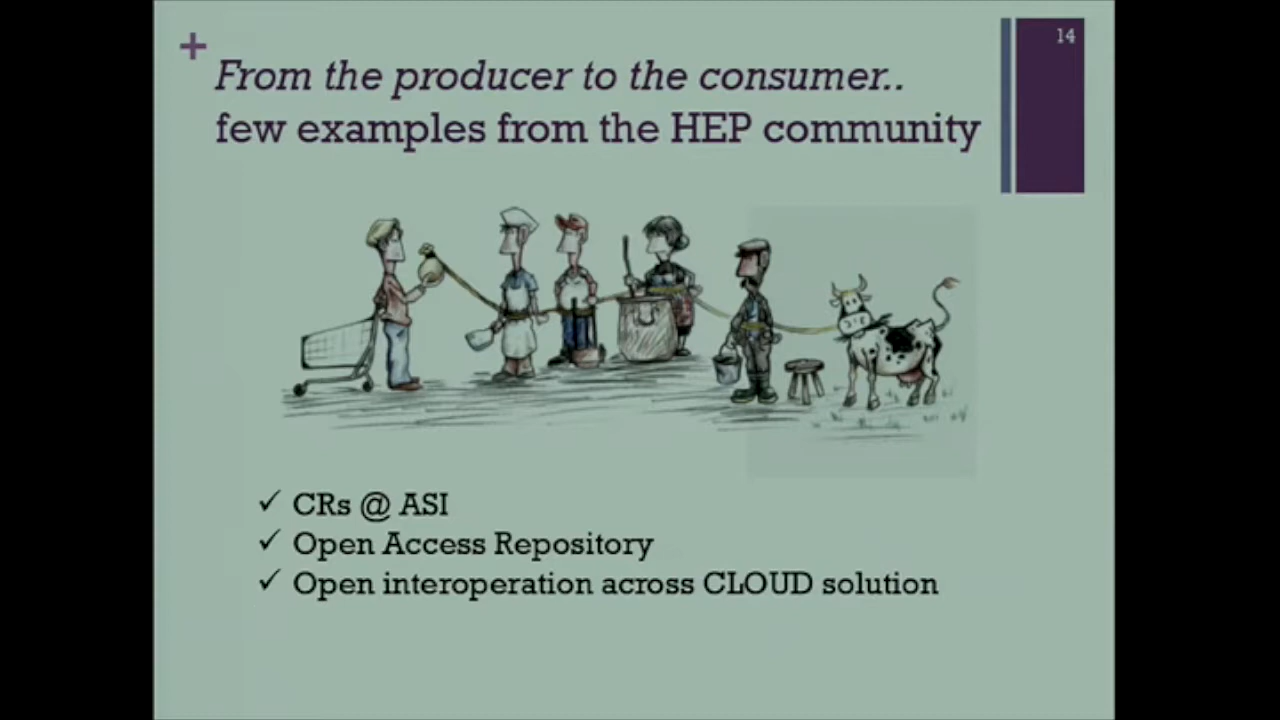 14
+
From the producer to the consumer..
few examples from the HEP community
✓ CRs @ ASI
✓ Open Access Repository
✓ Open interoperation across CLOUD solution